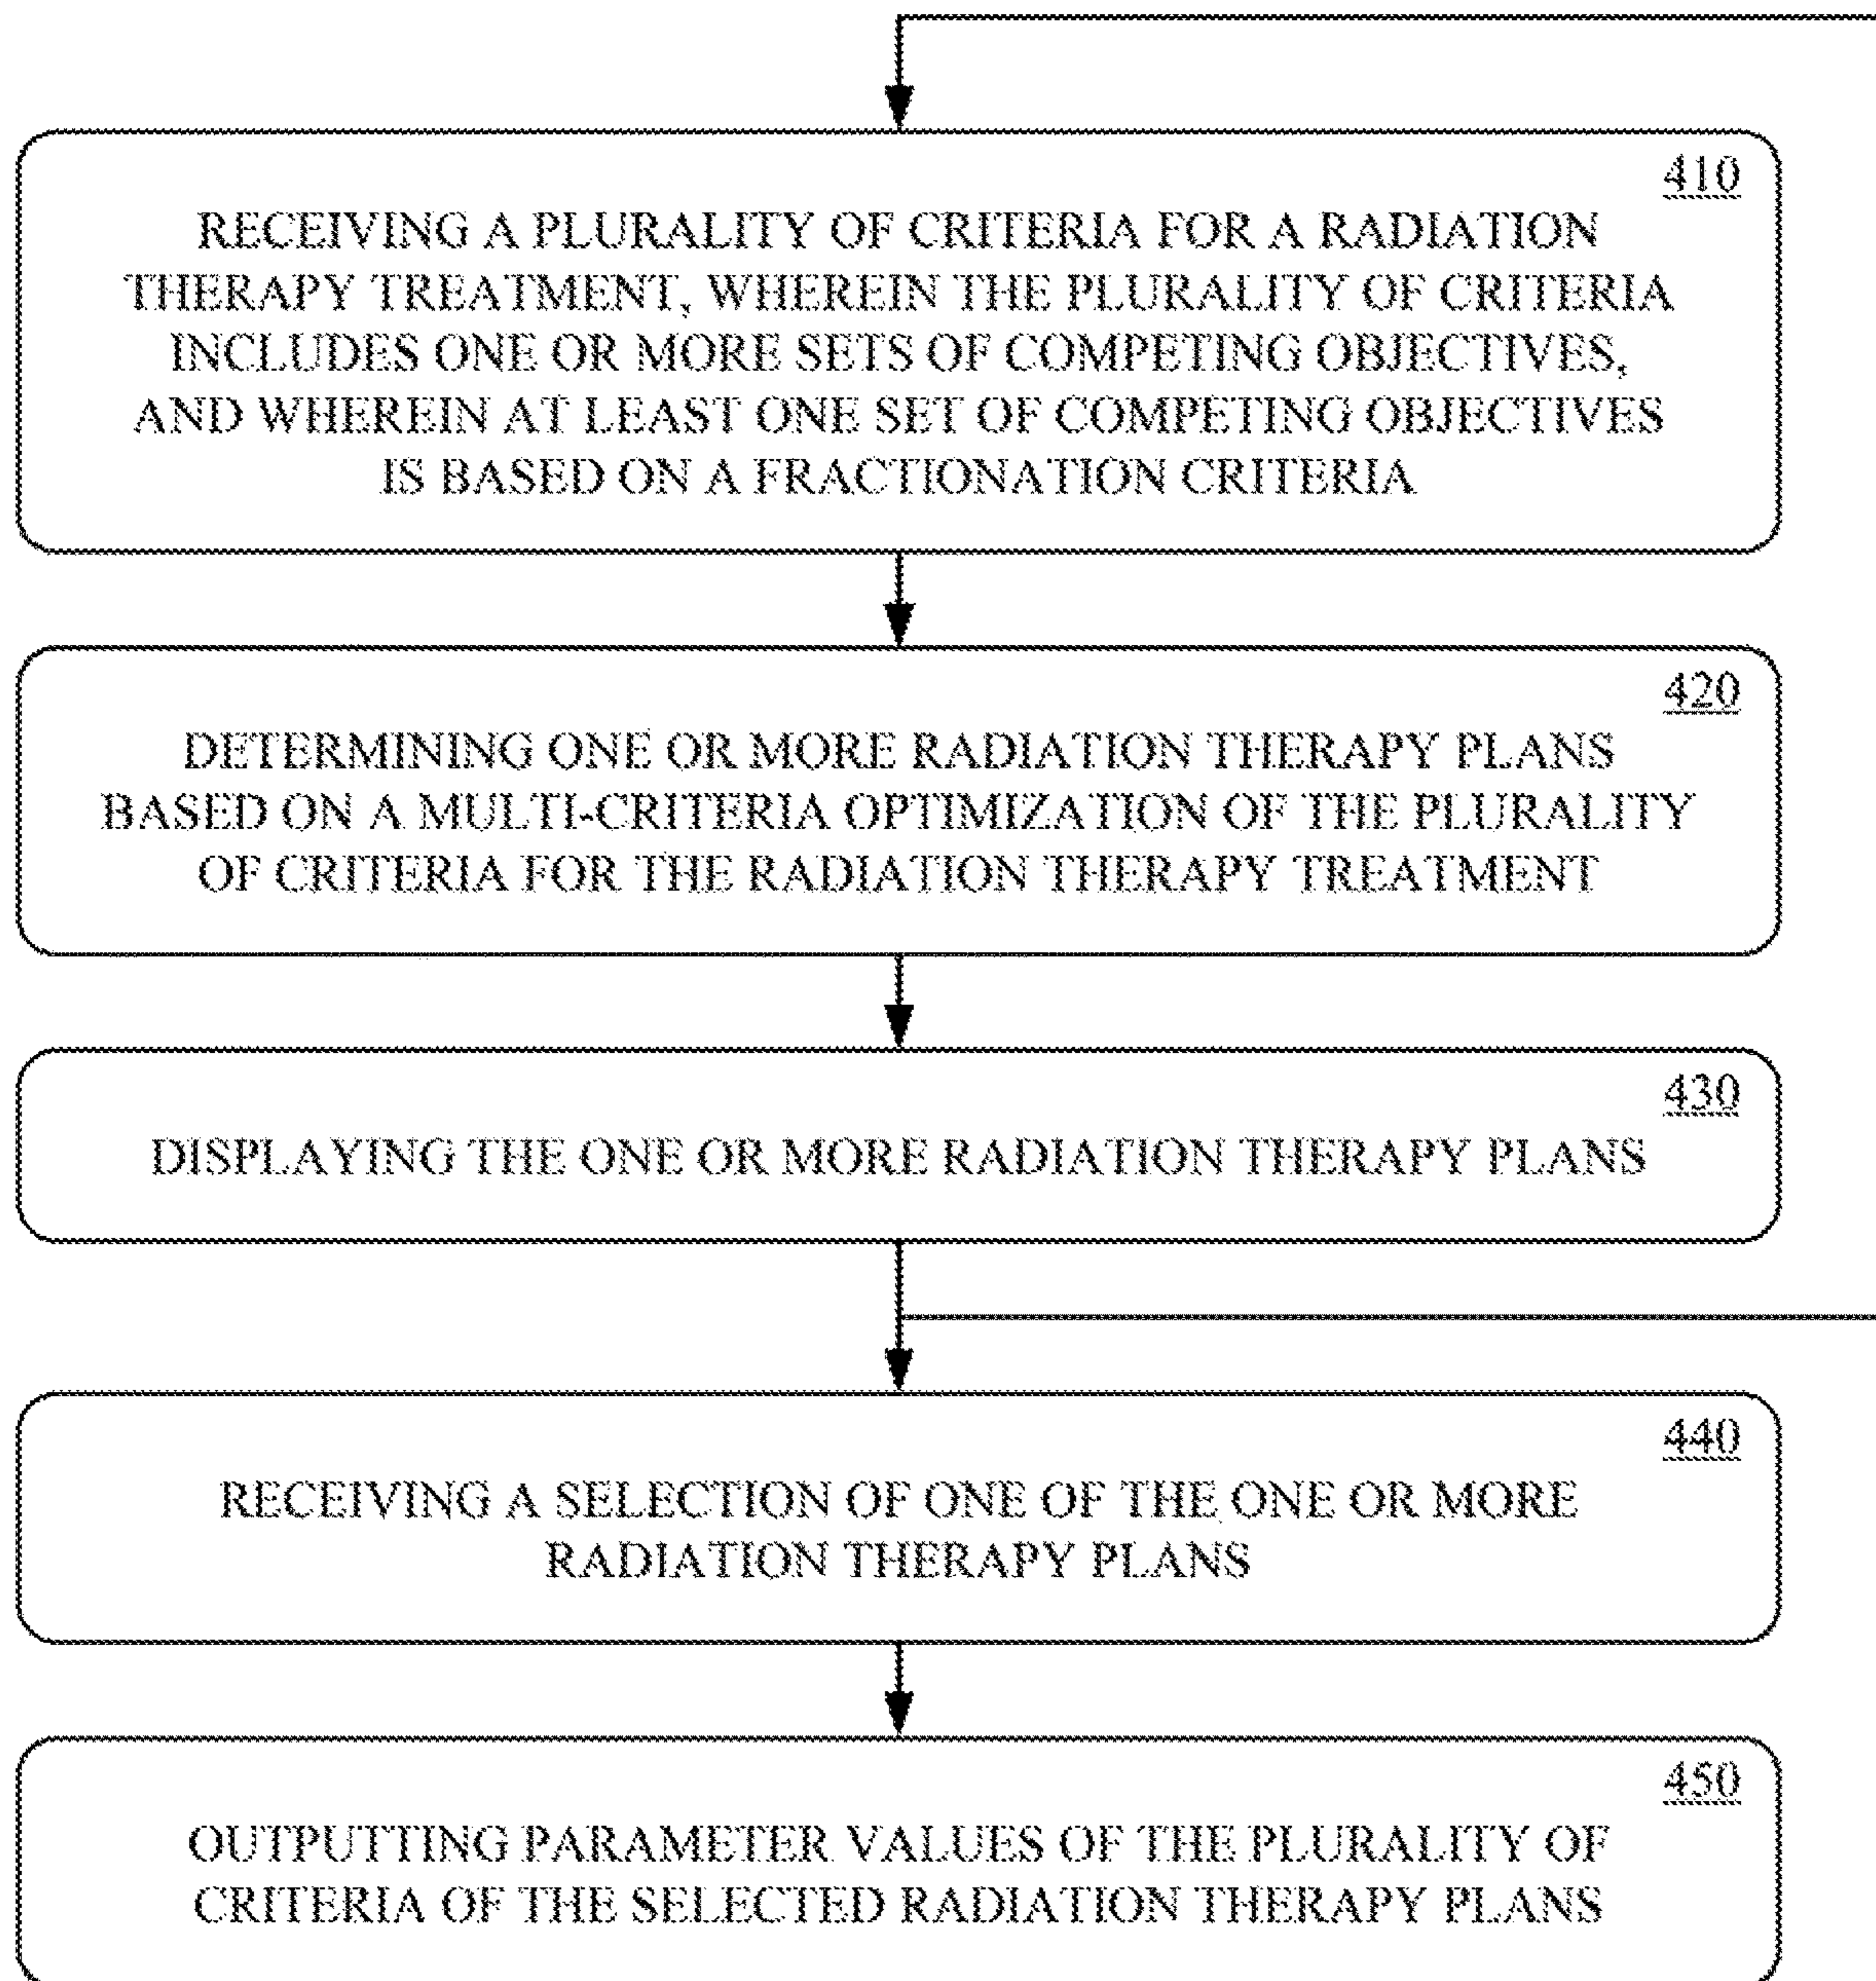 410
RECEIVING A PLURALITY OF CRITERIA FOR A RADIATION
THERAPY TREATMENT, WHEREIN THE PLURALITY OF CRITERIA
INCLUDES ONE OR MORE SETS OF COMPETING OBJECTIVES,
AND WHEREIN AT LEAST ONE SET OF COMPETING OBJECTIVES
IS BASED ON A FRACTIONATION CRITERIA
420
DETERMINING ONE OR MORE RADIATION THERAPY PLANS
BASED ON A MULTI-CRITERIA OPTIMIZATION OF THE PLURALITY
OF CRITERIA FOR THE RADIATION THERAPY TREATMENT
430
DISPLAYING THE ONE OR MORE RADIATION THERAPY PLANS
440
RECEIVING A SELECTION OF ONE OF THE ONE OR MORE
RADIATION THERAPY PLANS
450
OUTPUTTING PARAMETER VALUES OF THE PLURALITY OF
CRITERIA OF THE SELECTED RADIATION THERAPY PLANS